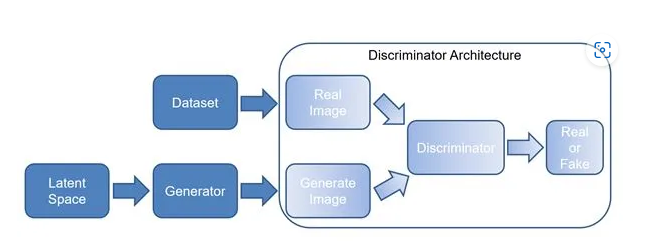 Discriminator Architecture
Dataset
Real
Image
Discriminator
Real
or
Fake
Latent
Space
Generator
Generate
Image